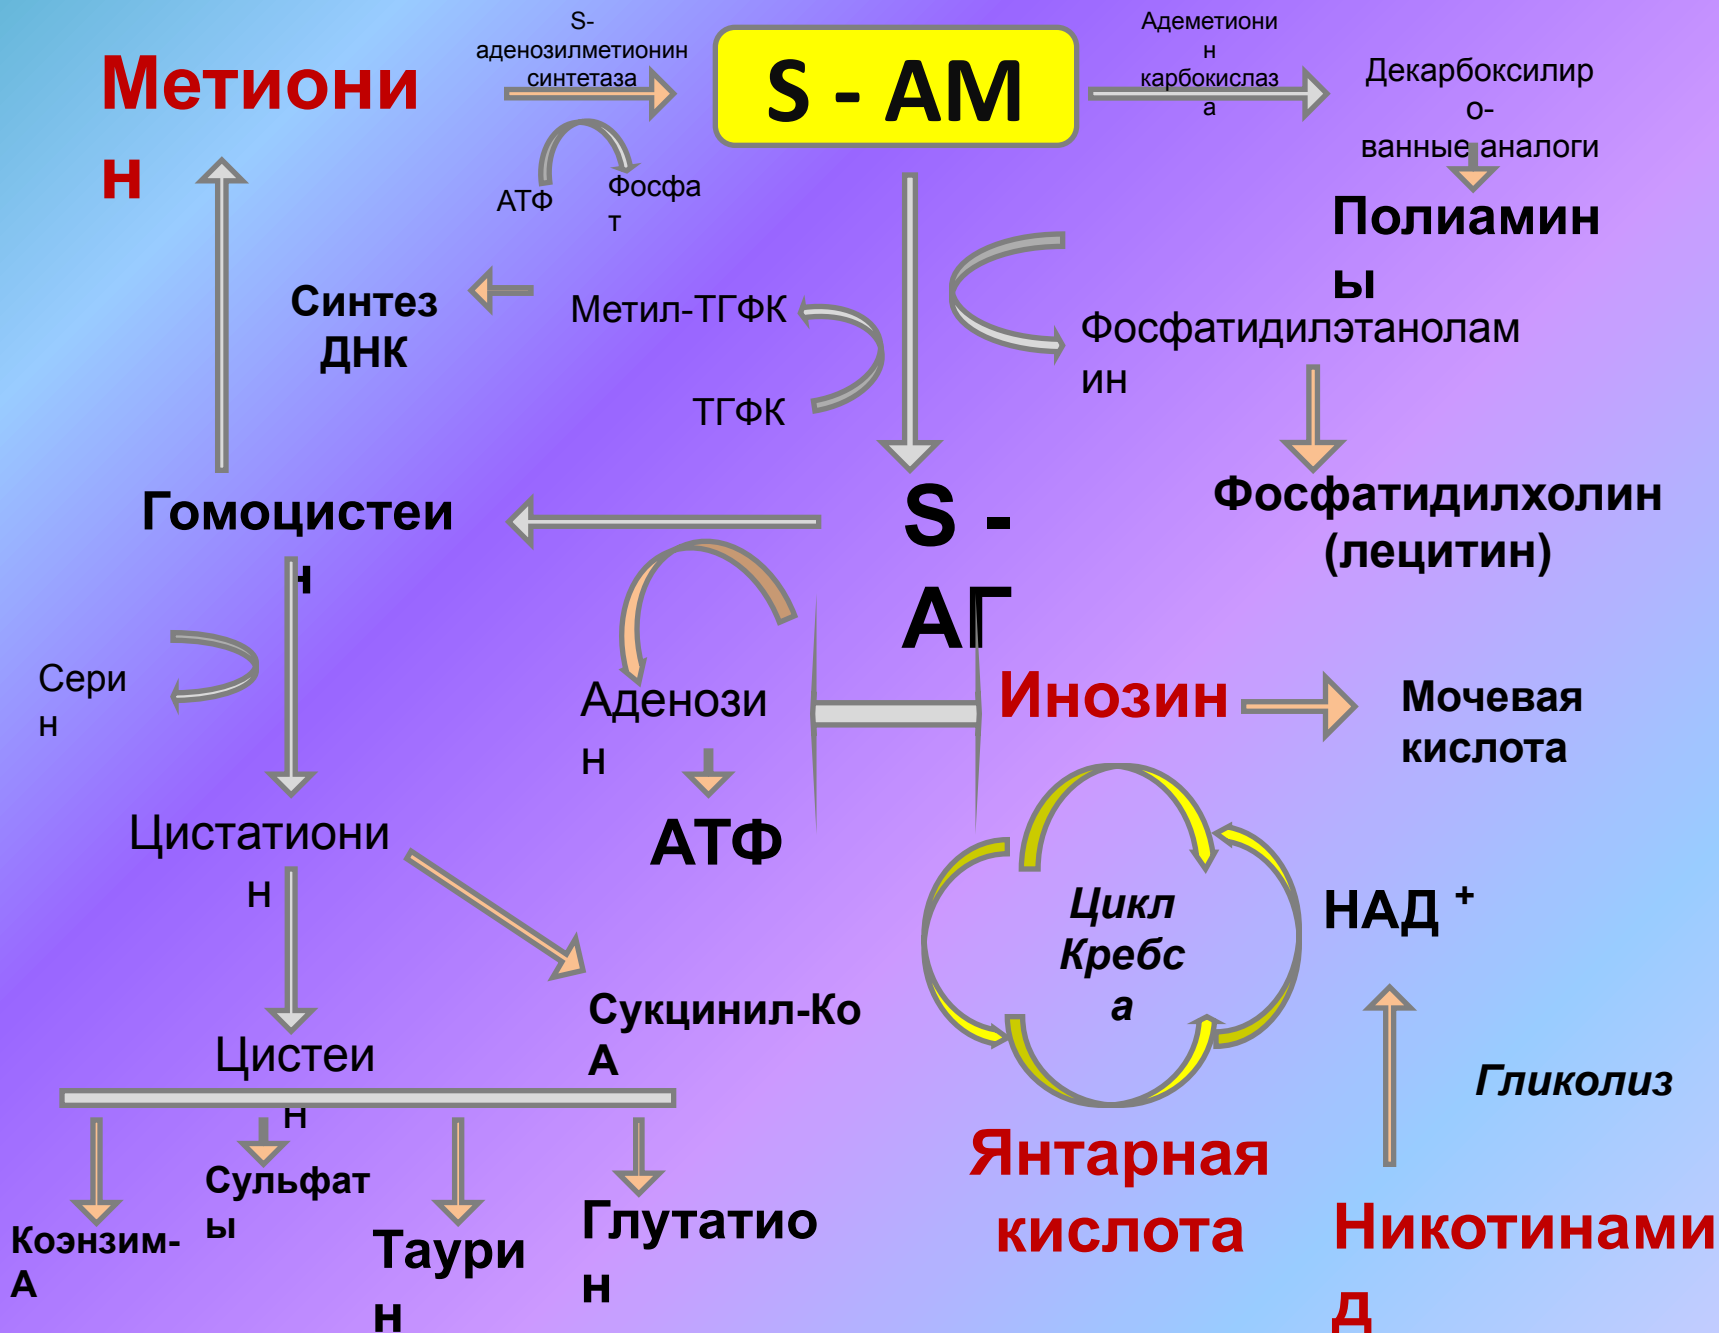 Метиони
н
S-
аденозилметионин
синтетаза
S - АМ
Адеметиони
н
карбокислаз
а
Декарбоксилир
о-
ванные аналоги
АТФ
Фосфа
т
Полиамин
ы
Синтез
ДНК
Метил-ТГФК
ТГФК
Фосфатидилэтанолам
ин
Гомоцистеи
н
S -
АГ
Фосфатидилхолин
(лецитин)
Сери
н
Аденози
н
Инозин
Мочевая
кислота
Цистатиони
н
АТФ
Цикл
Кребс
а
НАД +
Сукцинил-Ко
А
Цистеи
н
Гликолиз
Коэнзим-
А
Сульфат
ы
Таури
н
Глутатио
н
Янтарная
кислота
Никотинами
д